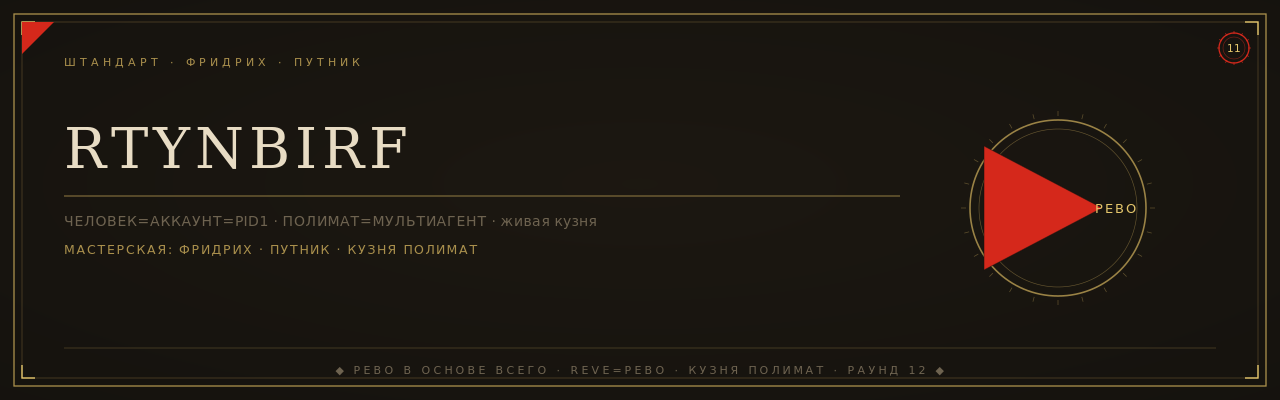 ШТАНДАРТ · ФРИДРИХ · ПУТНИК
11
RTYNBIRF
ЧЕЛОВЕК=АККАУНТ=PID1 · ПОЛИМАТ=МУЛЬТИАГЕНТ · живая кузня
МАСТЕРСКАЯ: ФРИДРИХ · ПУТНИК · КУЗНЯ ПОЛИМАТ
РЕВО
◆ РЕВО В ОСНОВЕ ВСЕГО · REVE=РЕВО · КУЗНЯ ПОЛИМАТ · РАУНД 12 ◆